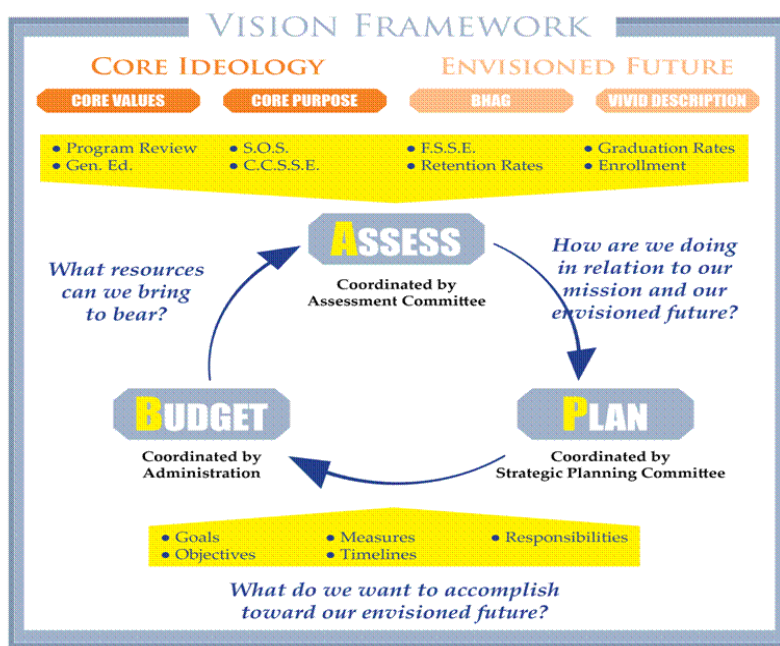 VISION FRAMEWORK
CORE IDEOLOGY
ENVISIONED FUTURE
CORE VALUES
CORE PURPOSE
BHAG
VIVID DESCRIPTION
• Program Review
• Gen. Ed.
• S.O.S.
• C.C.S.S.E.
• F.S.S.E.
• Retention Rates
• Graduation Rates
• Enrollment
ASSESS
Coordinated by
Assessment Committee
What resources
can we bring
to bear?
How are we doing
in relation to our
mission and our
envisioned future?
BUDGET
Coordinated by
Administration
PLAN
Coordinated by
Strategic Planning Committee
• Goals
• Objectives
• Measures
• Timelines
• Responsibilities
What do we want to accomplish
toward our envisioned future?